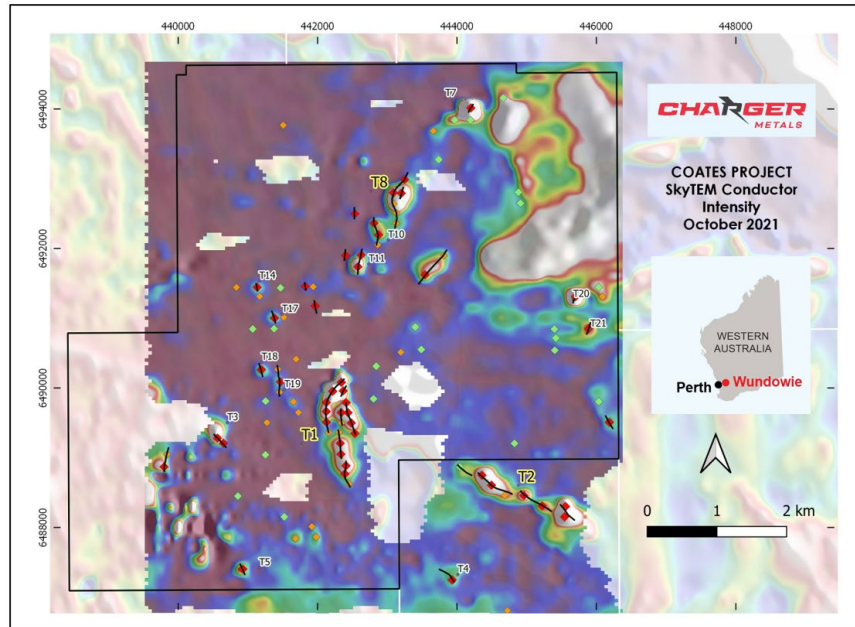 440000 442000 444000 446000 448000
6494000
6492000
6490000
6488000
T7
T8
T10
T11
T14
T17
T18
T19
T20
T21
T3
T1
T2
T5
T4
CHARGER
METALS
COATES PROJECT
SkyTEM Conductor
Intensity
October 2021
WESTERN
AUSTRALIA
Perth Wundowie
0 1 2 km